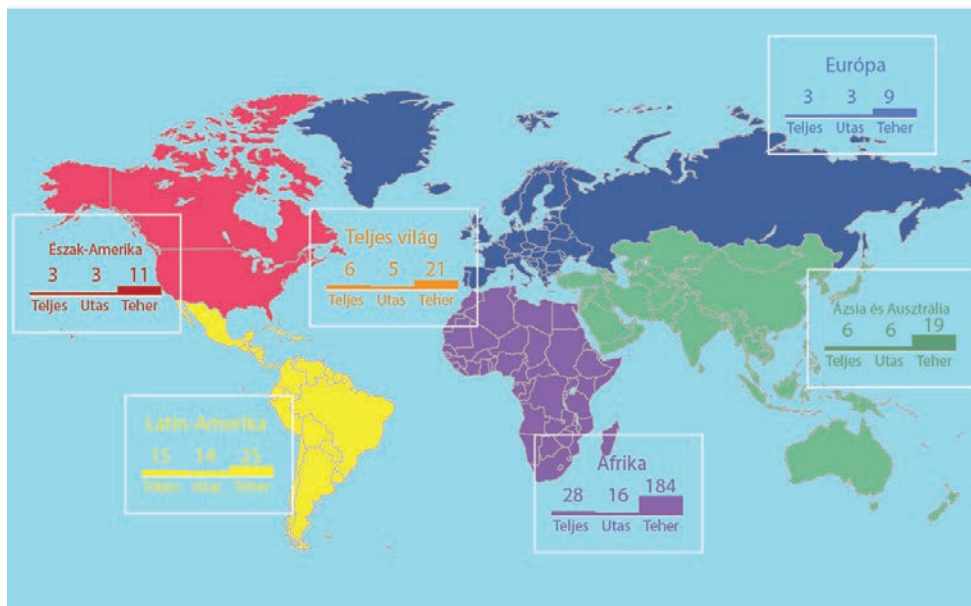 Európa
3 3 9
Teljes Utas Teher
Észak-Amerika
3 3 11
Teljes Utas Teher
Teljes világ
6 5 21
Teljes Utas Teher
Ázsia és Ausztrália
6 6 19
Teljes Utas Teher
Latin-Amerika
15 14 25
Teljes Utas Teher
Afrika
28 16 184
Teljes Utas Teher